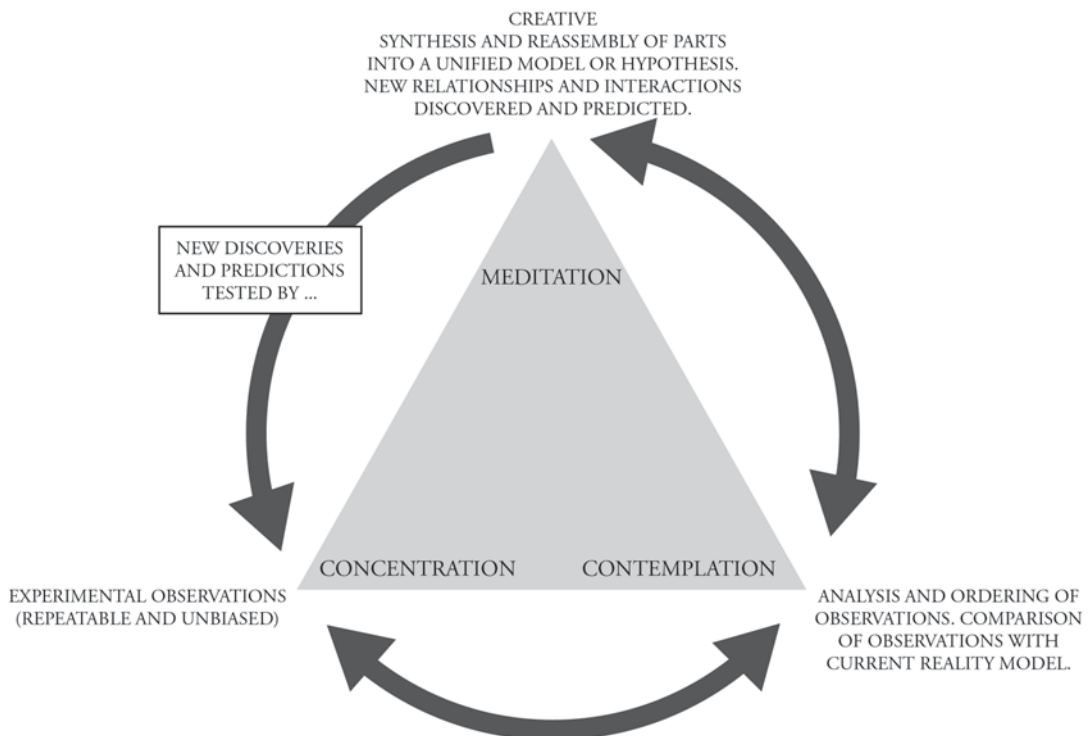 CREATIVE
SYNTHESIS AND REASSEMBLY OF PARTS
INTO A UNIFIED MODEL OR HYPOTHESIS.
NEW RELATIONSHIPS AND INTERACTIONS
DISCOVERED AND PREDICTED.
NEW DISCOVERIES
AND PREDICTIONS
TESTED BY ...
MEDITATION
CONCENTRATION
CONTEMPLATION
EXPERIMENTAL OBSERVATIONS
(REPEATABLE AND UNBIASED)
ANALYSIS AND ORDERING OF
OBSERVATIONS. COMPARISON
OF OBSERVATIONS WITH
CURRENT REALITY MODEL.